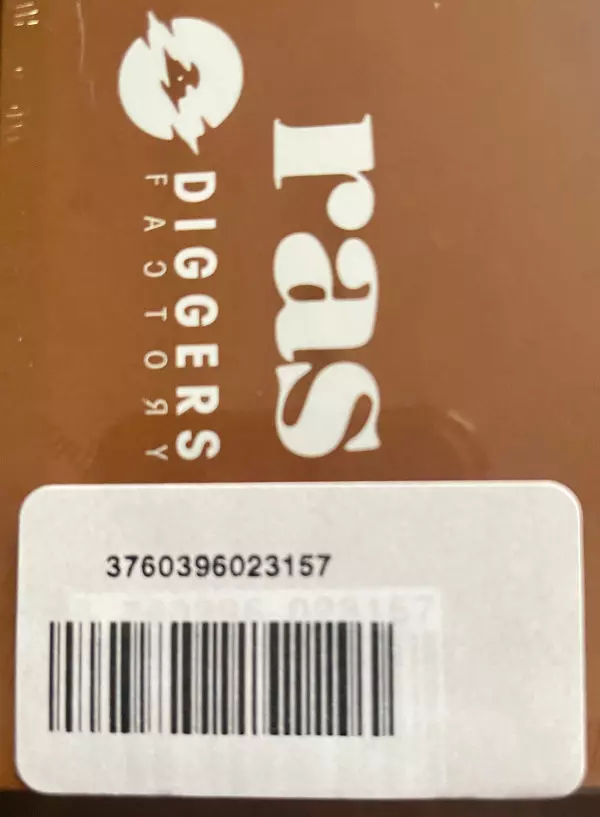 ras
DIGGERS
FACTORY
3760396023157